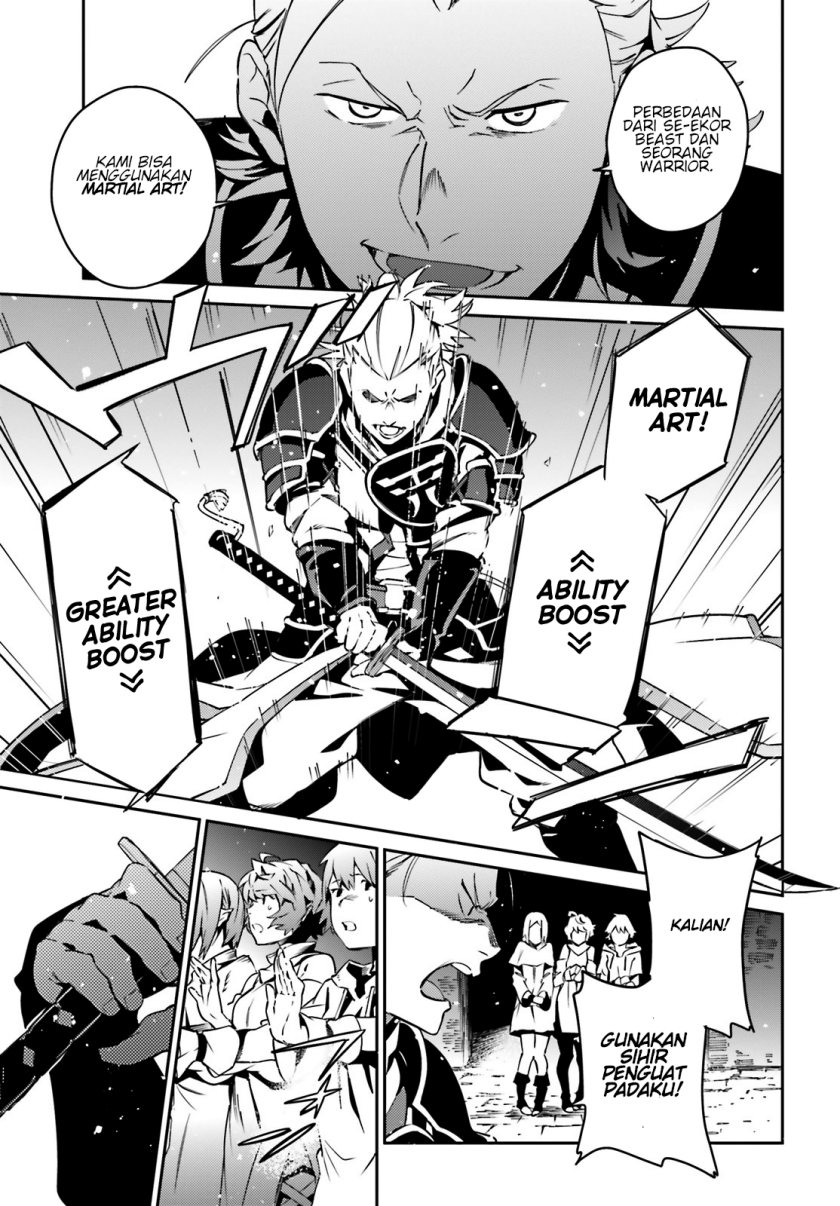 PERBEDAAN
DARI SE-EKOR
BEAST DAN
SEORANG
WARRIOR.
KAMI BISA
MENGGUNAKAN
MARTIAL ART!
MARTIAL
ART!
《
ABILITY
BOOST
》
《
GREATER
ABILITY
BOOST
》
KALIAN!
GUNAKAN
SIHIR
PENGUAT
PADAKU!